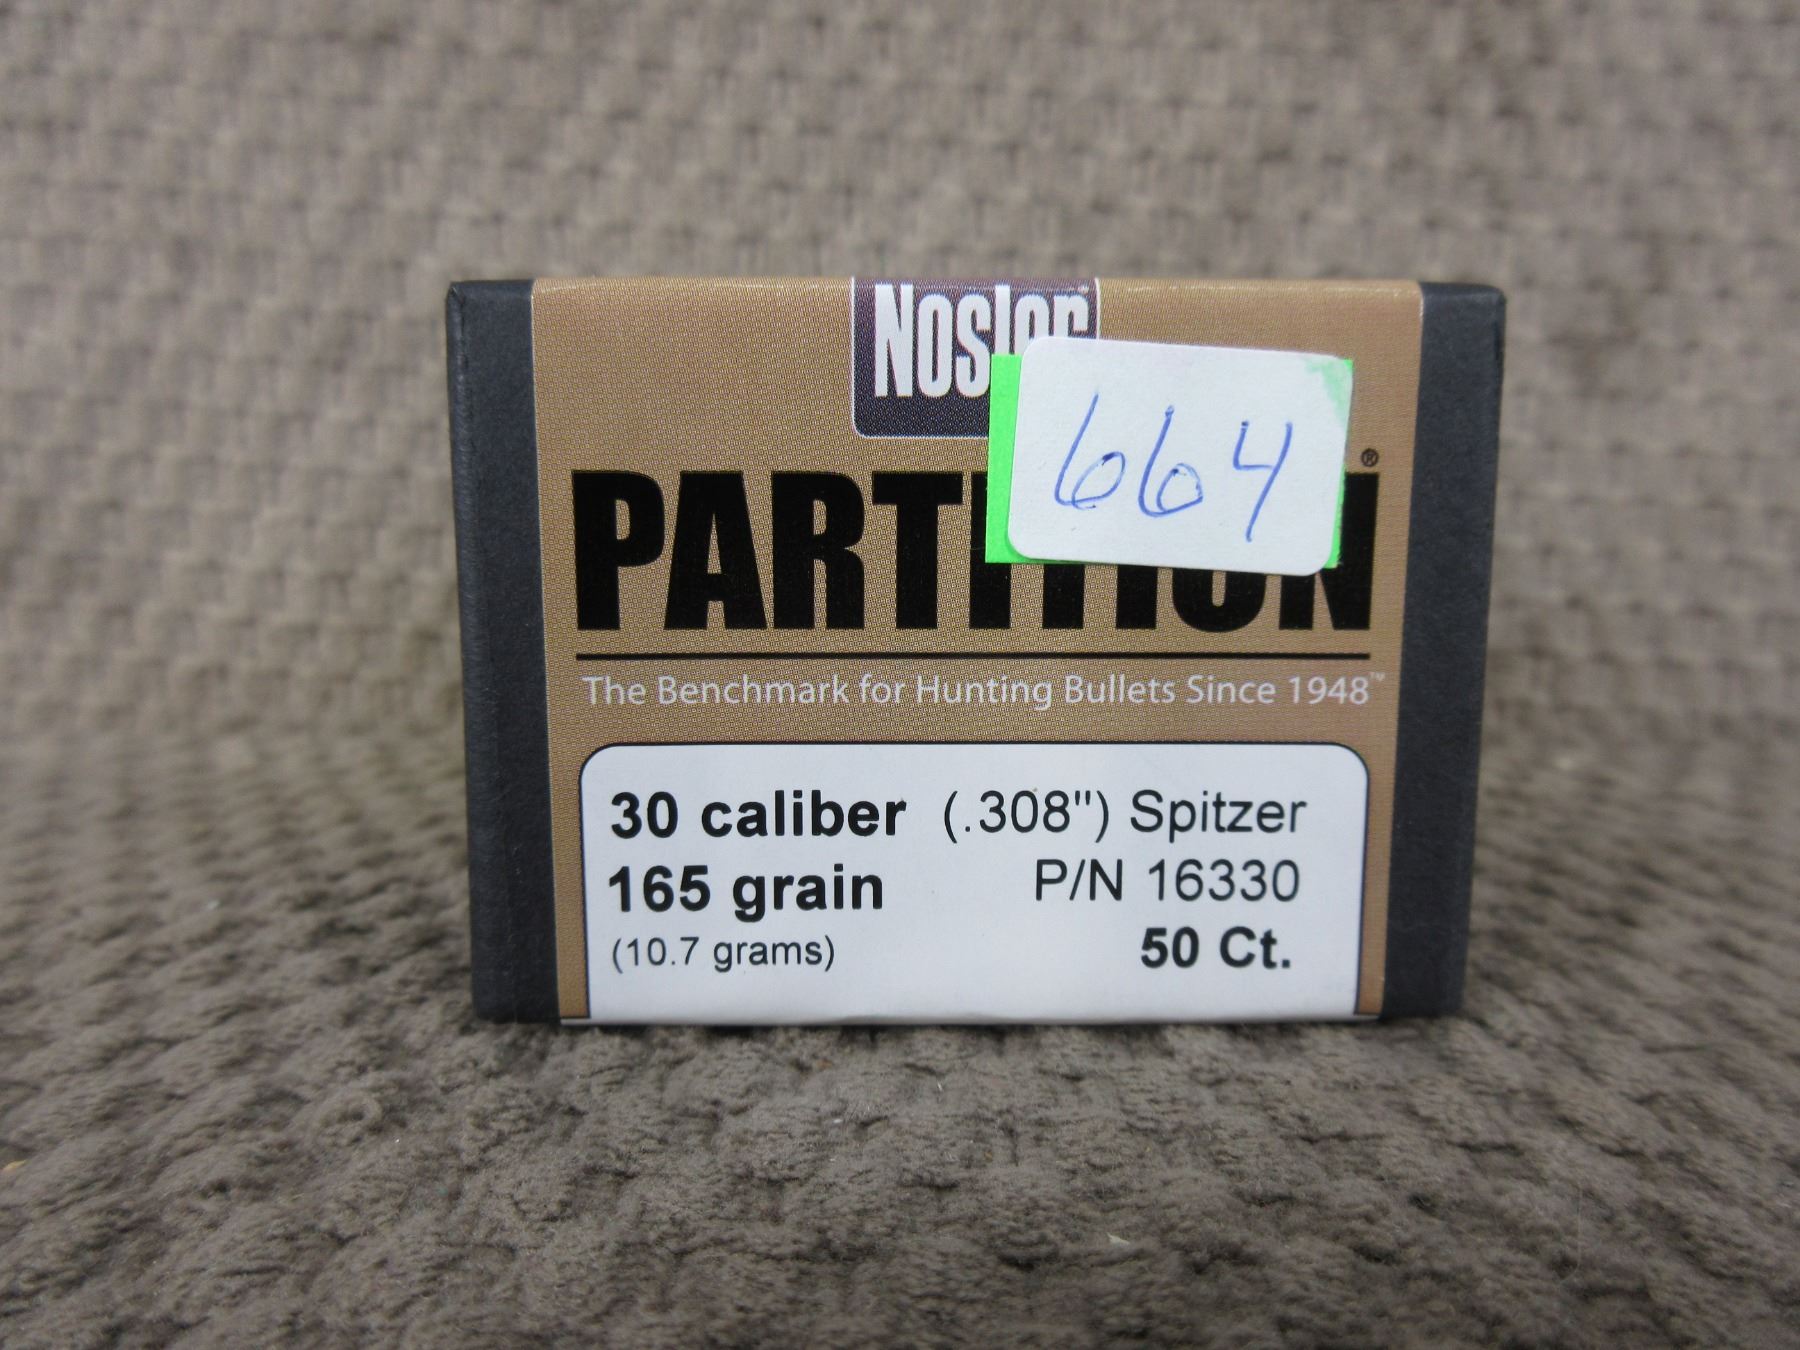 Nosler
664
PARTITION®
The Benchmark for Hunting Bullets Since 1948™
30 caliber (.308") Spitzer
165 grain P/N 16330
(10.7 grams) 50 Ct.